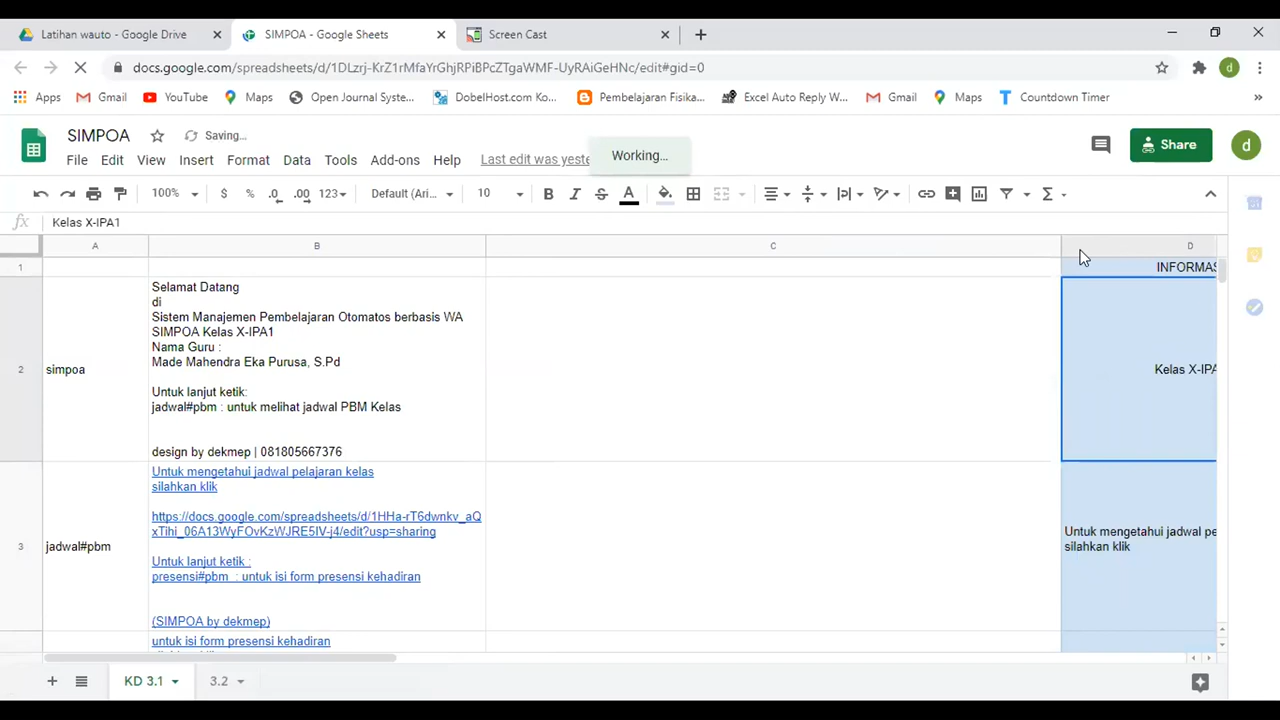 Latihan wauto - Google Drive
SIMPOA - Google Sheets
Screen Cast
docs.google.com/spreadsheets/d/1DLzrj-KrZ1rMfaYrGhjRPiBPcZTgaWMF-UyRAiGeHNc/edit#gid=0
d
Apps
Gmail
YouTube
Maps
Open Journal Syste...
DobelHost.com Ko...
Pembelajaran Fisika...
Excel Auto Reply W...
Gmail
Maps
Countdown Timer
SIMPOA
Saving...
Working...
Share
d
File Edit View Insert Format Data Tools Add-ons Help Last edit was yeste
100% $ % .0 .00 123 Default (Ari... 10 B I S A
fx Kelas X-IPA1
A B C D
1 INFORMAS
2
simpoa
Selamat Datang
di
Sistem Manajemen Pembelajaran Otomatos berbasis WA
SIMPOA Kelas X-IPA1
Nama Guru :
Made Mahendra Eka Purusa, S.Pd
Untuk lanjut ketik:
jadwal#pbm : untuk melihat jadwal PBM Kelas
design by dekmep | 081805667376
Kelas X-IPA
3
jadwal#pbm
Untuk mengetahui jadwal pelajaran kelas
silahkan klik
https://docs.google.com/spreadsheets/d/1HHa-rT6dwnkv_aQ
xTihi_06A13WyFOvKzWJRE5IV-j4/edit?usp=sharing
Untuk lanjut ketik :
presensi#pbm : untuk isi form presensi kehadiran
(SIMPOA by dekmep)
Untuk mengetahui jadwal pe
silahkan klik
untuk isi form presensi kehadiran
KD 3.1
3.2